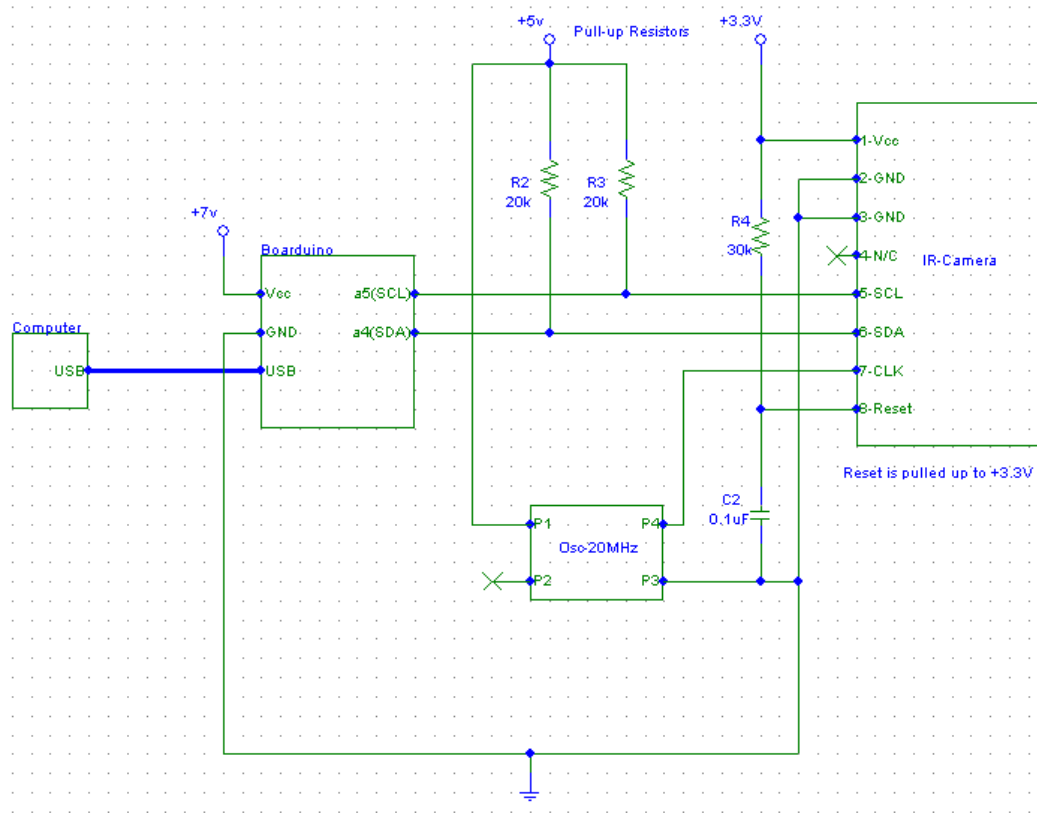 +5v
Pull-up Resistors
+3.3V
1-Vcc
2-GND
3-GND
4-N/C
5-SCL
6-SDA
7-CLK
8-Reset
IR-Camera
Reset is pulled up to +3.3V
R2
20k
R3
20k
R4
30k
+7v
Boarduino
Vcc
GND
USB
a5(SCL)
a4(SDA)
Computer
USB
C2
0.1uF
P1
P4
Osc-20MHz
P2
P3